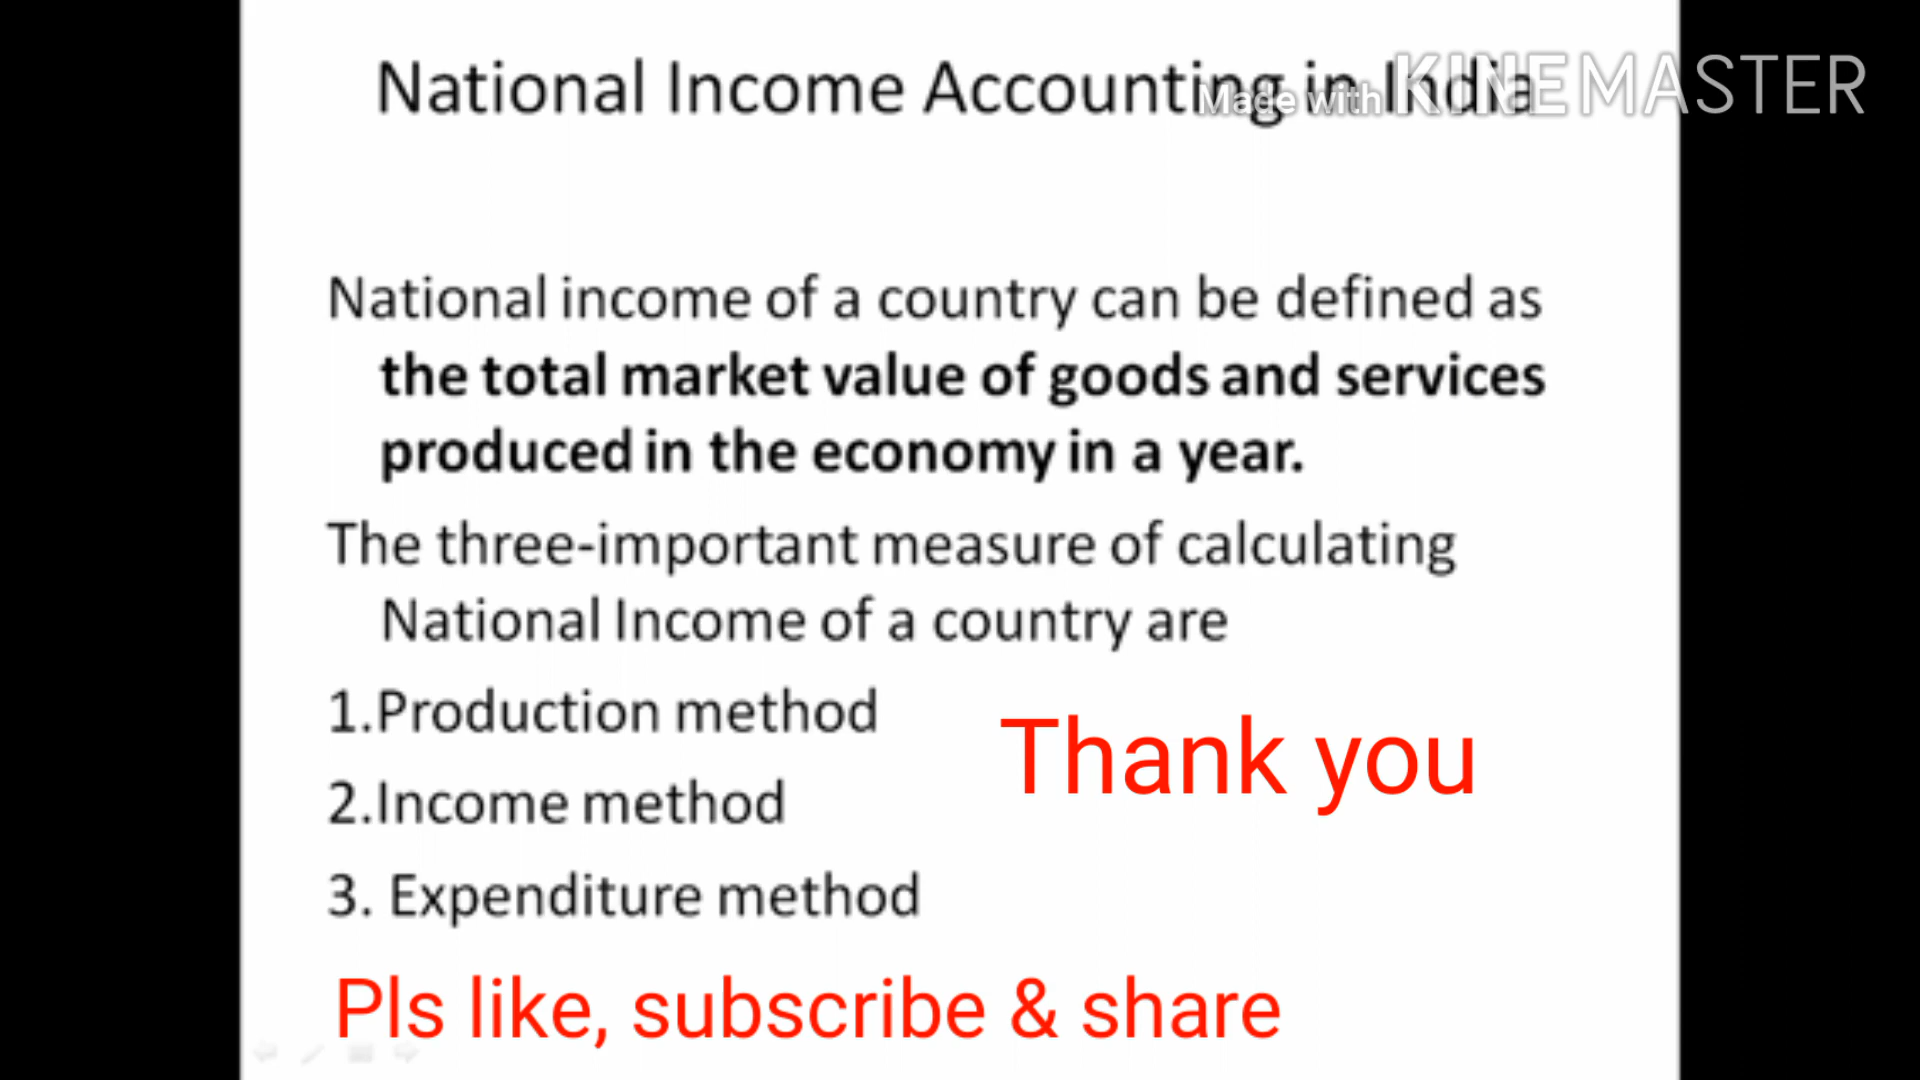 National Income Accounting in India
Made with KINEMASTER
National income of a country can be defined as
the total market value of goods and services
produced in the economy in a year.
The three-important measure of calculating
National Income of a country are
1.Production method
2.Income method
3. Expenditure method
Thank you
Pls like, subscribe & share